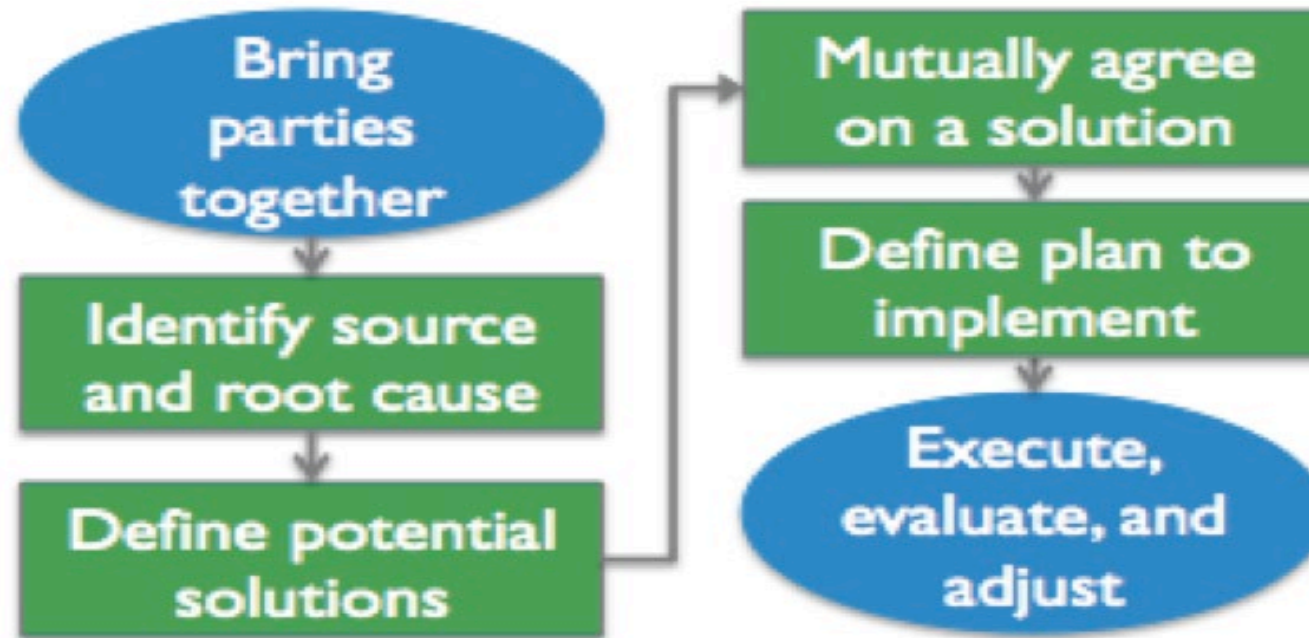 Bring
parties
together
Identify source
and root cause
Define potential
solutions
Mutually agree
on a solution
Define plan to
implement
Execute,
evaluate, and
adjust